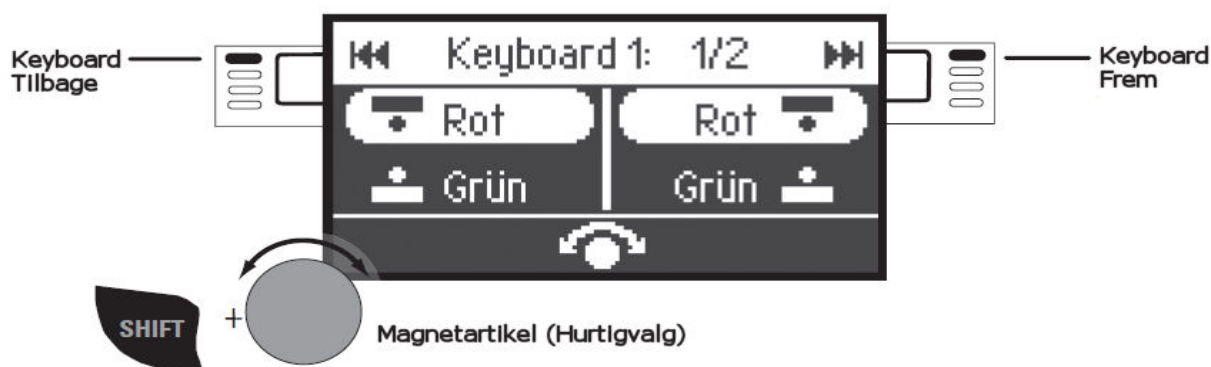 Keyboard
Tilbage
Keyboard 1: 1/2
Keyboard
Frem
Rot Rot
Grün Grün
SHIFT +
Magnetartikel (Hurtigvalg)